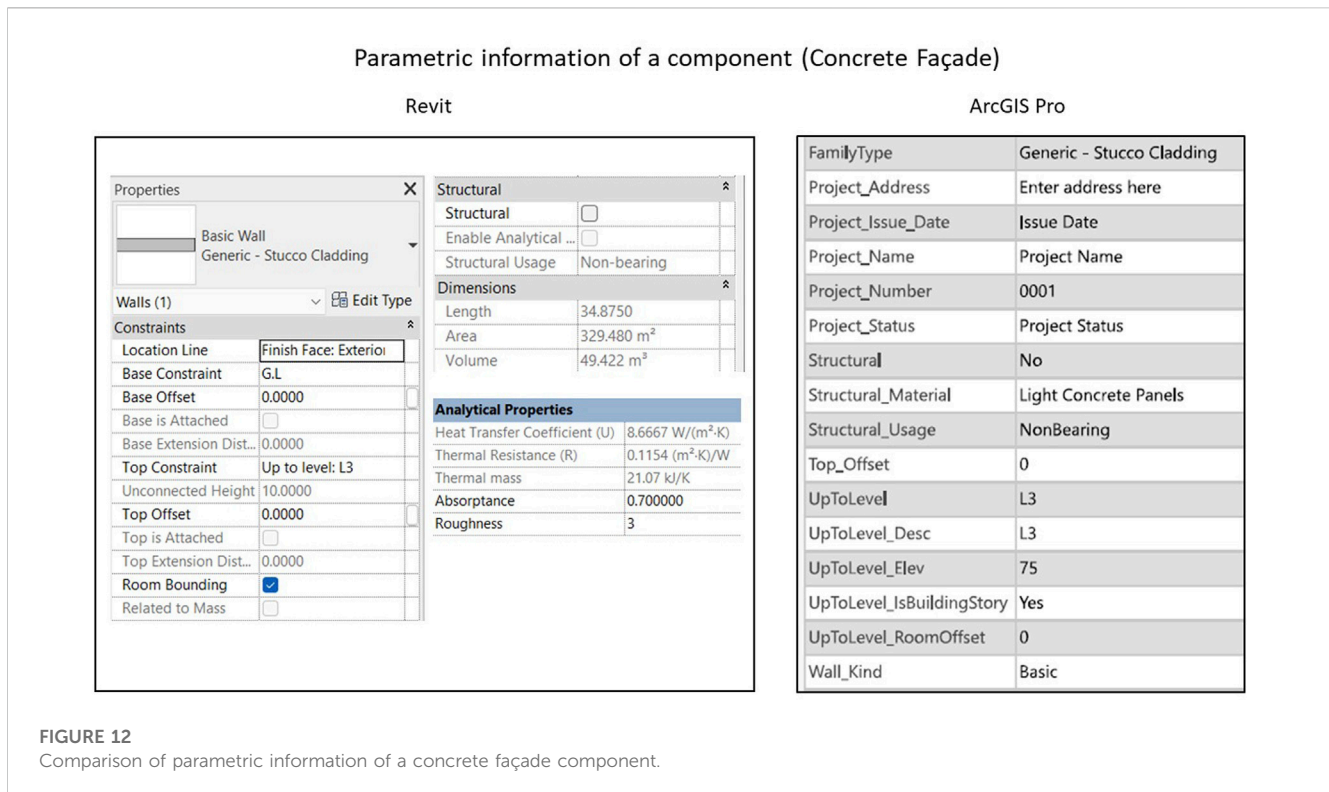 Parametric information of a component (Concrete Façade)
Revit
Properties
Basic Wall
Generic - Stucco Cladding
Walls (1) Edit Type
Constraints
Location Line Finish Face: Exterior
Base Constraint G.L
Base Offset 0.0000
Base is Attached
Base Extension Dist... 0.0000
Top Constraint Up to level: L3
Unconnected Height 10.0000
Top Offset 0.0000
Top is Attached
Top Extension Dist... 0.0000
Room Bounding
Related to Mass
Structural
Structural
Enable Analytical ...
Structural Usage Non-bearing
Dimensions
Length 34.8750
Area 329.480 m²
Volume 49.422 m³
Analytical Properties
Heat Transfer Coefficient (U) 8.6667 W/(m²·K)
Thermal Resistance (R) 0.1154 (m²·K)/W
Thermal mass 21.07 kJ/K
Absorptance 0.700000
Roughness 3
ArcGIS Pro
FamilyType Generic - Stucco Cladding
Project_Address Enter address here
Project_Issue_Date Issue Date
Project_Name Project Name
Project_Number 0001
Project_Status Project Status
Structural No
Structural_Material Light Concrete Panels
Structural_Usage NonBearing
Top_Offset 0
UpToLevel L3
UpToLevel_Desc L3
UpToLevel_Elev 75
UpToLevel_IsBuildingStory Yes
UpToLevel_RoomOffset 0
Wall_Kind Basic
FIGURE 12
Comparison of parametric information of a concrete façade component.